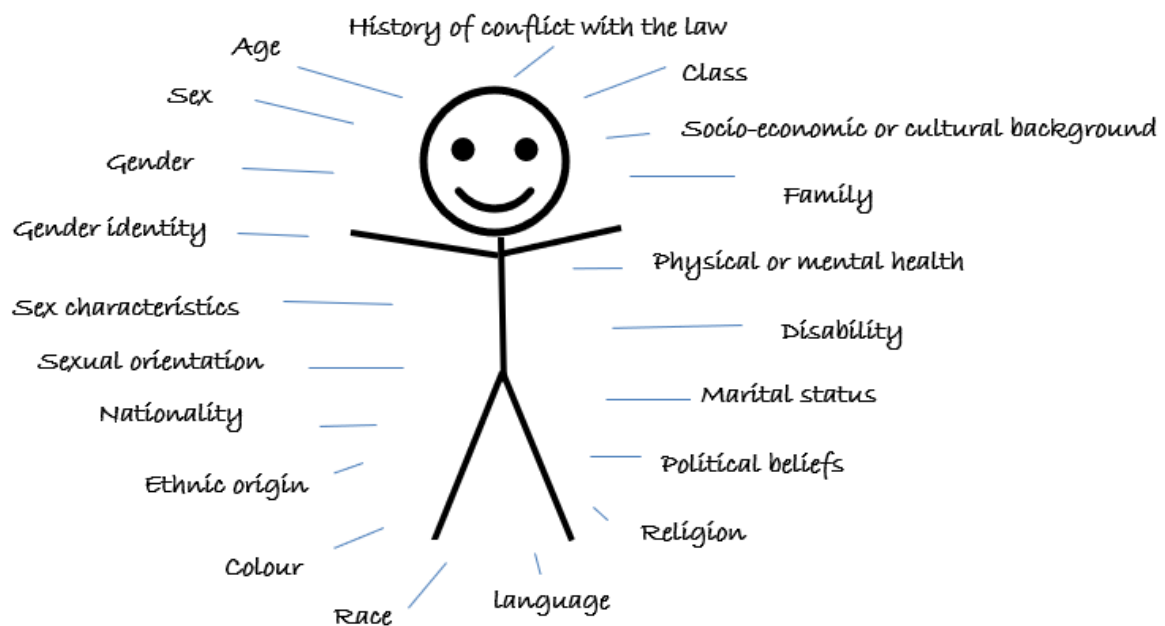 History of conflict with the law
Age
Class
Sex
Socio-economic or cultural background
Gender
Family
Gender identity
Physical or mental health
Sex characteristics
Disability
Sexual orientation
Marital status
Nationality
Political beliefs
Ethnic origin
Religion
Colour
language
Race